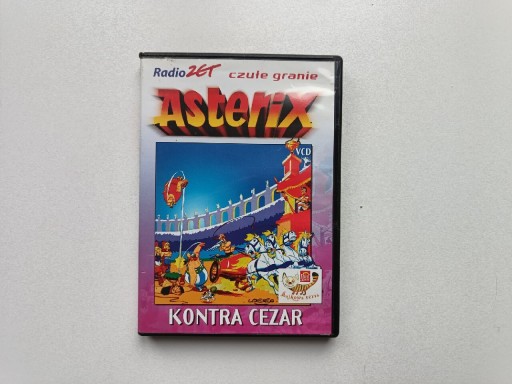 Radio ZET czułe granie
Asterix
VCD
KONTRA CEZAR